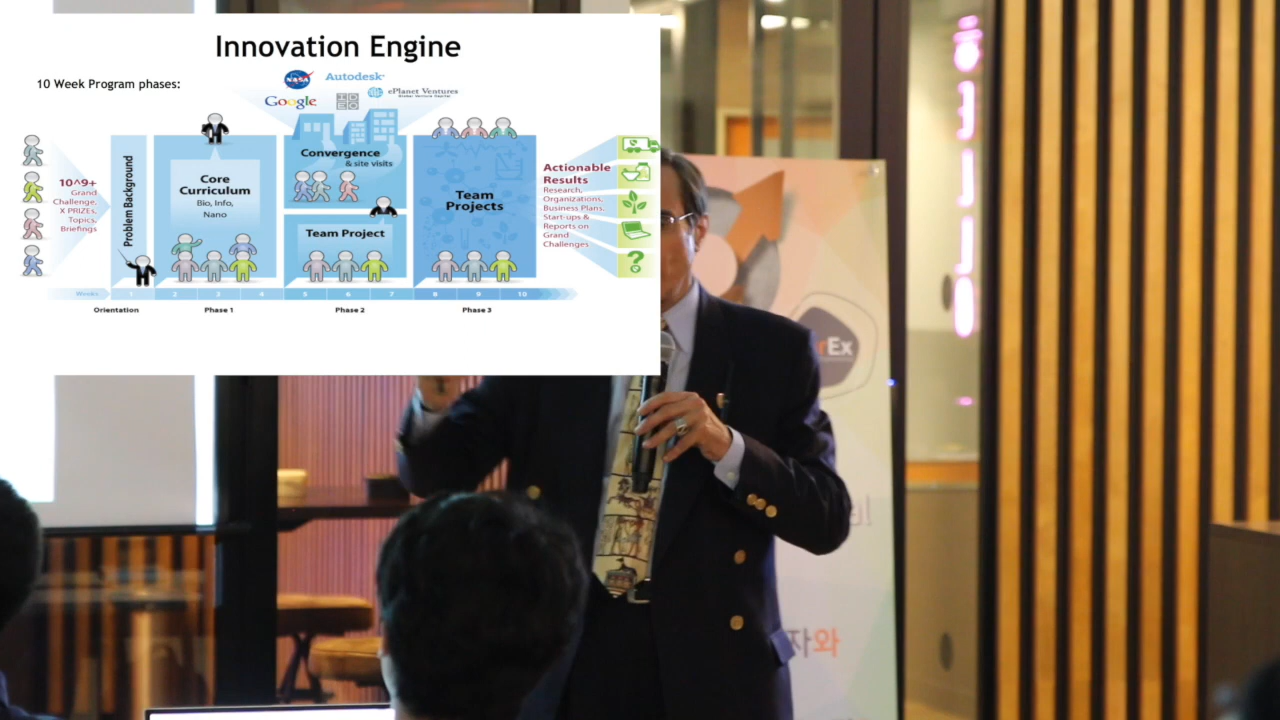 Innovation Engine
10 Week Program phases:
NASA
Autodesk
Google
IDEO
ePlanet Ventures
10^9+
Grand
Challenge,
X PRIZEs,
Topics,
Briefings
Problem Background
Core
Curriculum
Bio, Info,
Nano
Convergence
& site visits
Team Project
Team
Projects
Actionable
Results
Research,
Organizations,
Business Plans,
Start-ups &
Reports on
Grand
Challenges
?
Weeks 1 2 3 4 5 6 7 8 9 10
Orientation Phase 1 Phase 2 Phase 3
rEx
al
자와